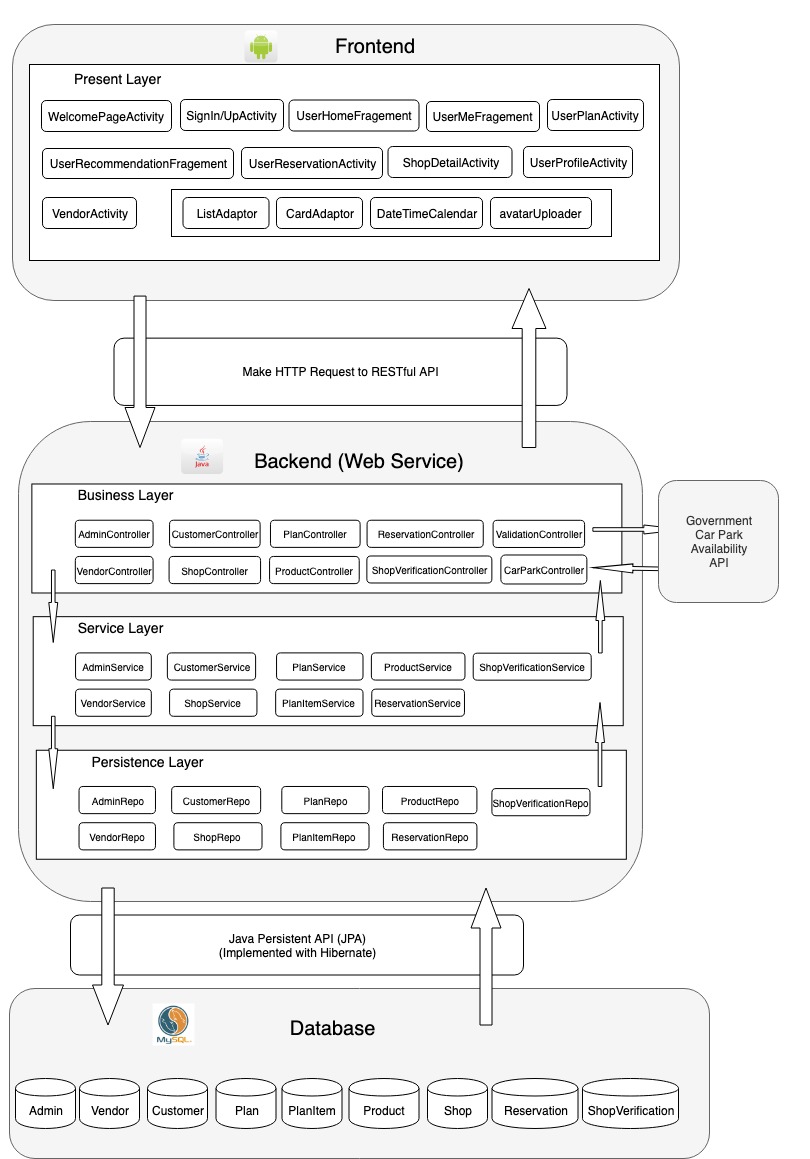 Frontend
Present Layer
WelcomePageActivity
SignIn/UpActivity
UserHomeFragement
UserMeFragement
UserPlanActivity
UserRecommendationFragement
UserReservationActivity
ShopDetailActivity
UserProfileActivity
VendorActivity
ListAdaptor
CardAdaptor
DateTimeCalendar
avatarUploader
Make HTTP Request to RESTful API
Java
Backend (Web Service)
Business Layer
AdminController
CustomerController
PlanController
ReservationController
ValidationController
VendorController
ShopController
ProductController
ShopVerificationController
CarParkController
Government
Car Park
Availability
API
Service Layer
AdminService
CustomerService
PlanService
ProductService
ShopVerificationService
VendorService
ShopService
PlanItemService
ReservationService
Persistence Layer
AdminRepo
CustomerRepo
PlanRepo
ProductRepo
ShopVerificationRepo
VendorRepo
ShopRepo
PlanItemRepo
ReservationRepo
Java Persistent API (JPA)
(Implemented with Hibernate)
MySQL
Database
Admin
Vendor
Customer
Plan
PlanItem
Product
Shop
Reservation
ShopVerification